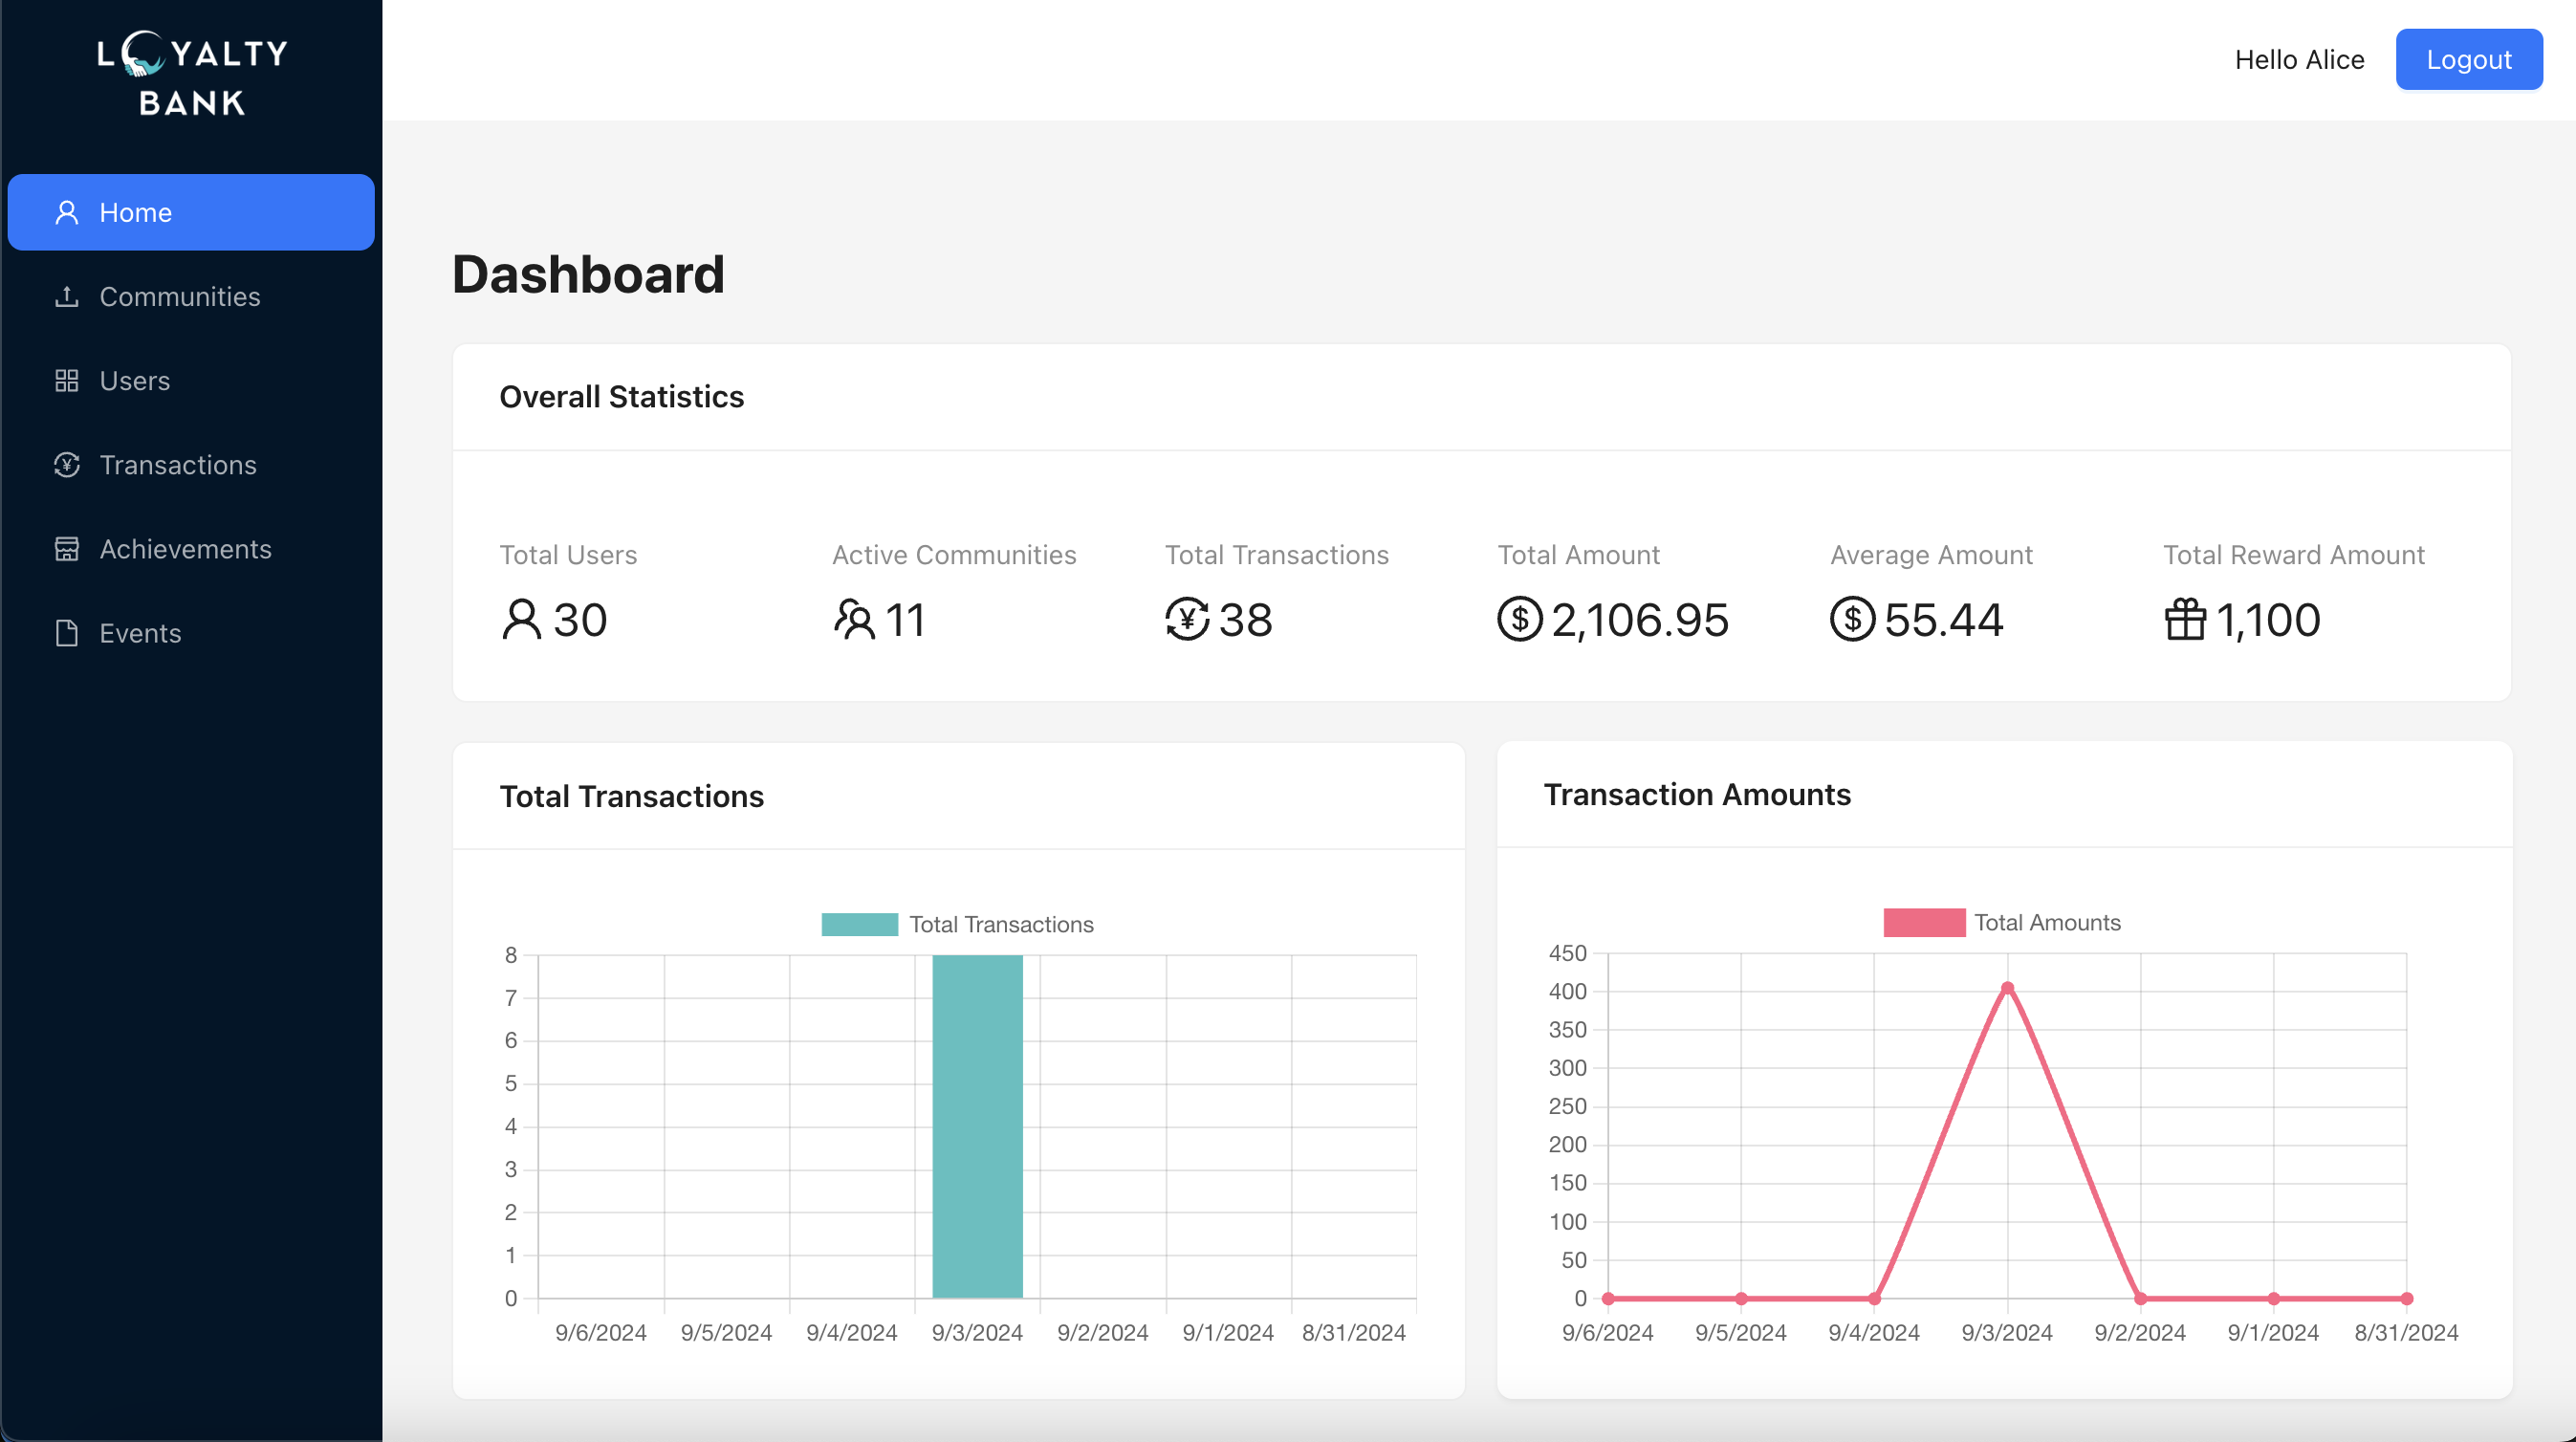 LOYALTY
BANK
Hello Alice
Logout
Home
Communities
Users
Transactions
Achievements
Events
Dashboard
Overall Statistics
Total Users
30
Active Communities
11
Total Transactions
¥ 38
Total Amount
$ 2,106.95
Average Amount
$ 55.44
Total Reward Amount
1,100
Total Transactions
Total Transactions
8
7
6
5
4
3
2
1
0
9/6/2024 9/5/2024 9/4/2024 9/3/2024 9/2/2024 9/1/2024 8/31/2024
Transaction Amounts
Total Amounts
450
400
350
300
250
200
150
100
50
0
9/6/2024 9/5/2024 9/4/2024 9/3/2024 9/2/2024 9/1/2024 8/31/2024